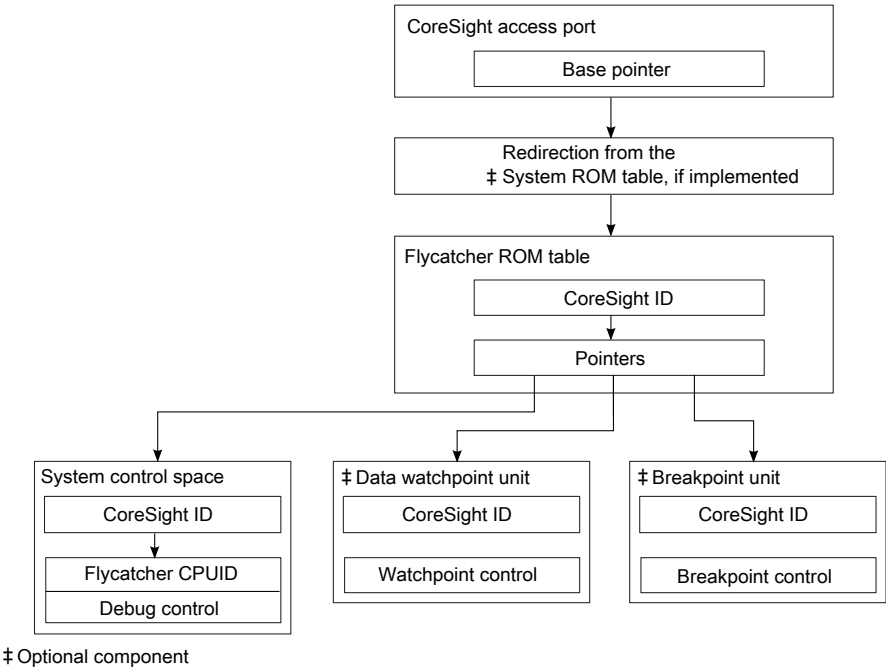 CoreSight access port
Base pointer
Redirection from the
‡ System ROM table, if implemented
Flycatcher ROM table
CoreSight ID
Pointers
System control space
CoreSight ID
Flycatcher CPUID
Debug control
‡ Data watchpoint unit
CoreSight ID
Watchpoint control
‡ Breakpoint unit
CoreSight ID
Breakpoint control
‡ Optional component